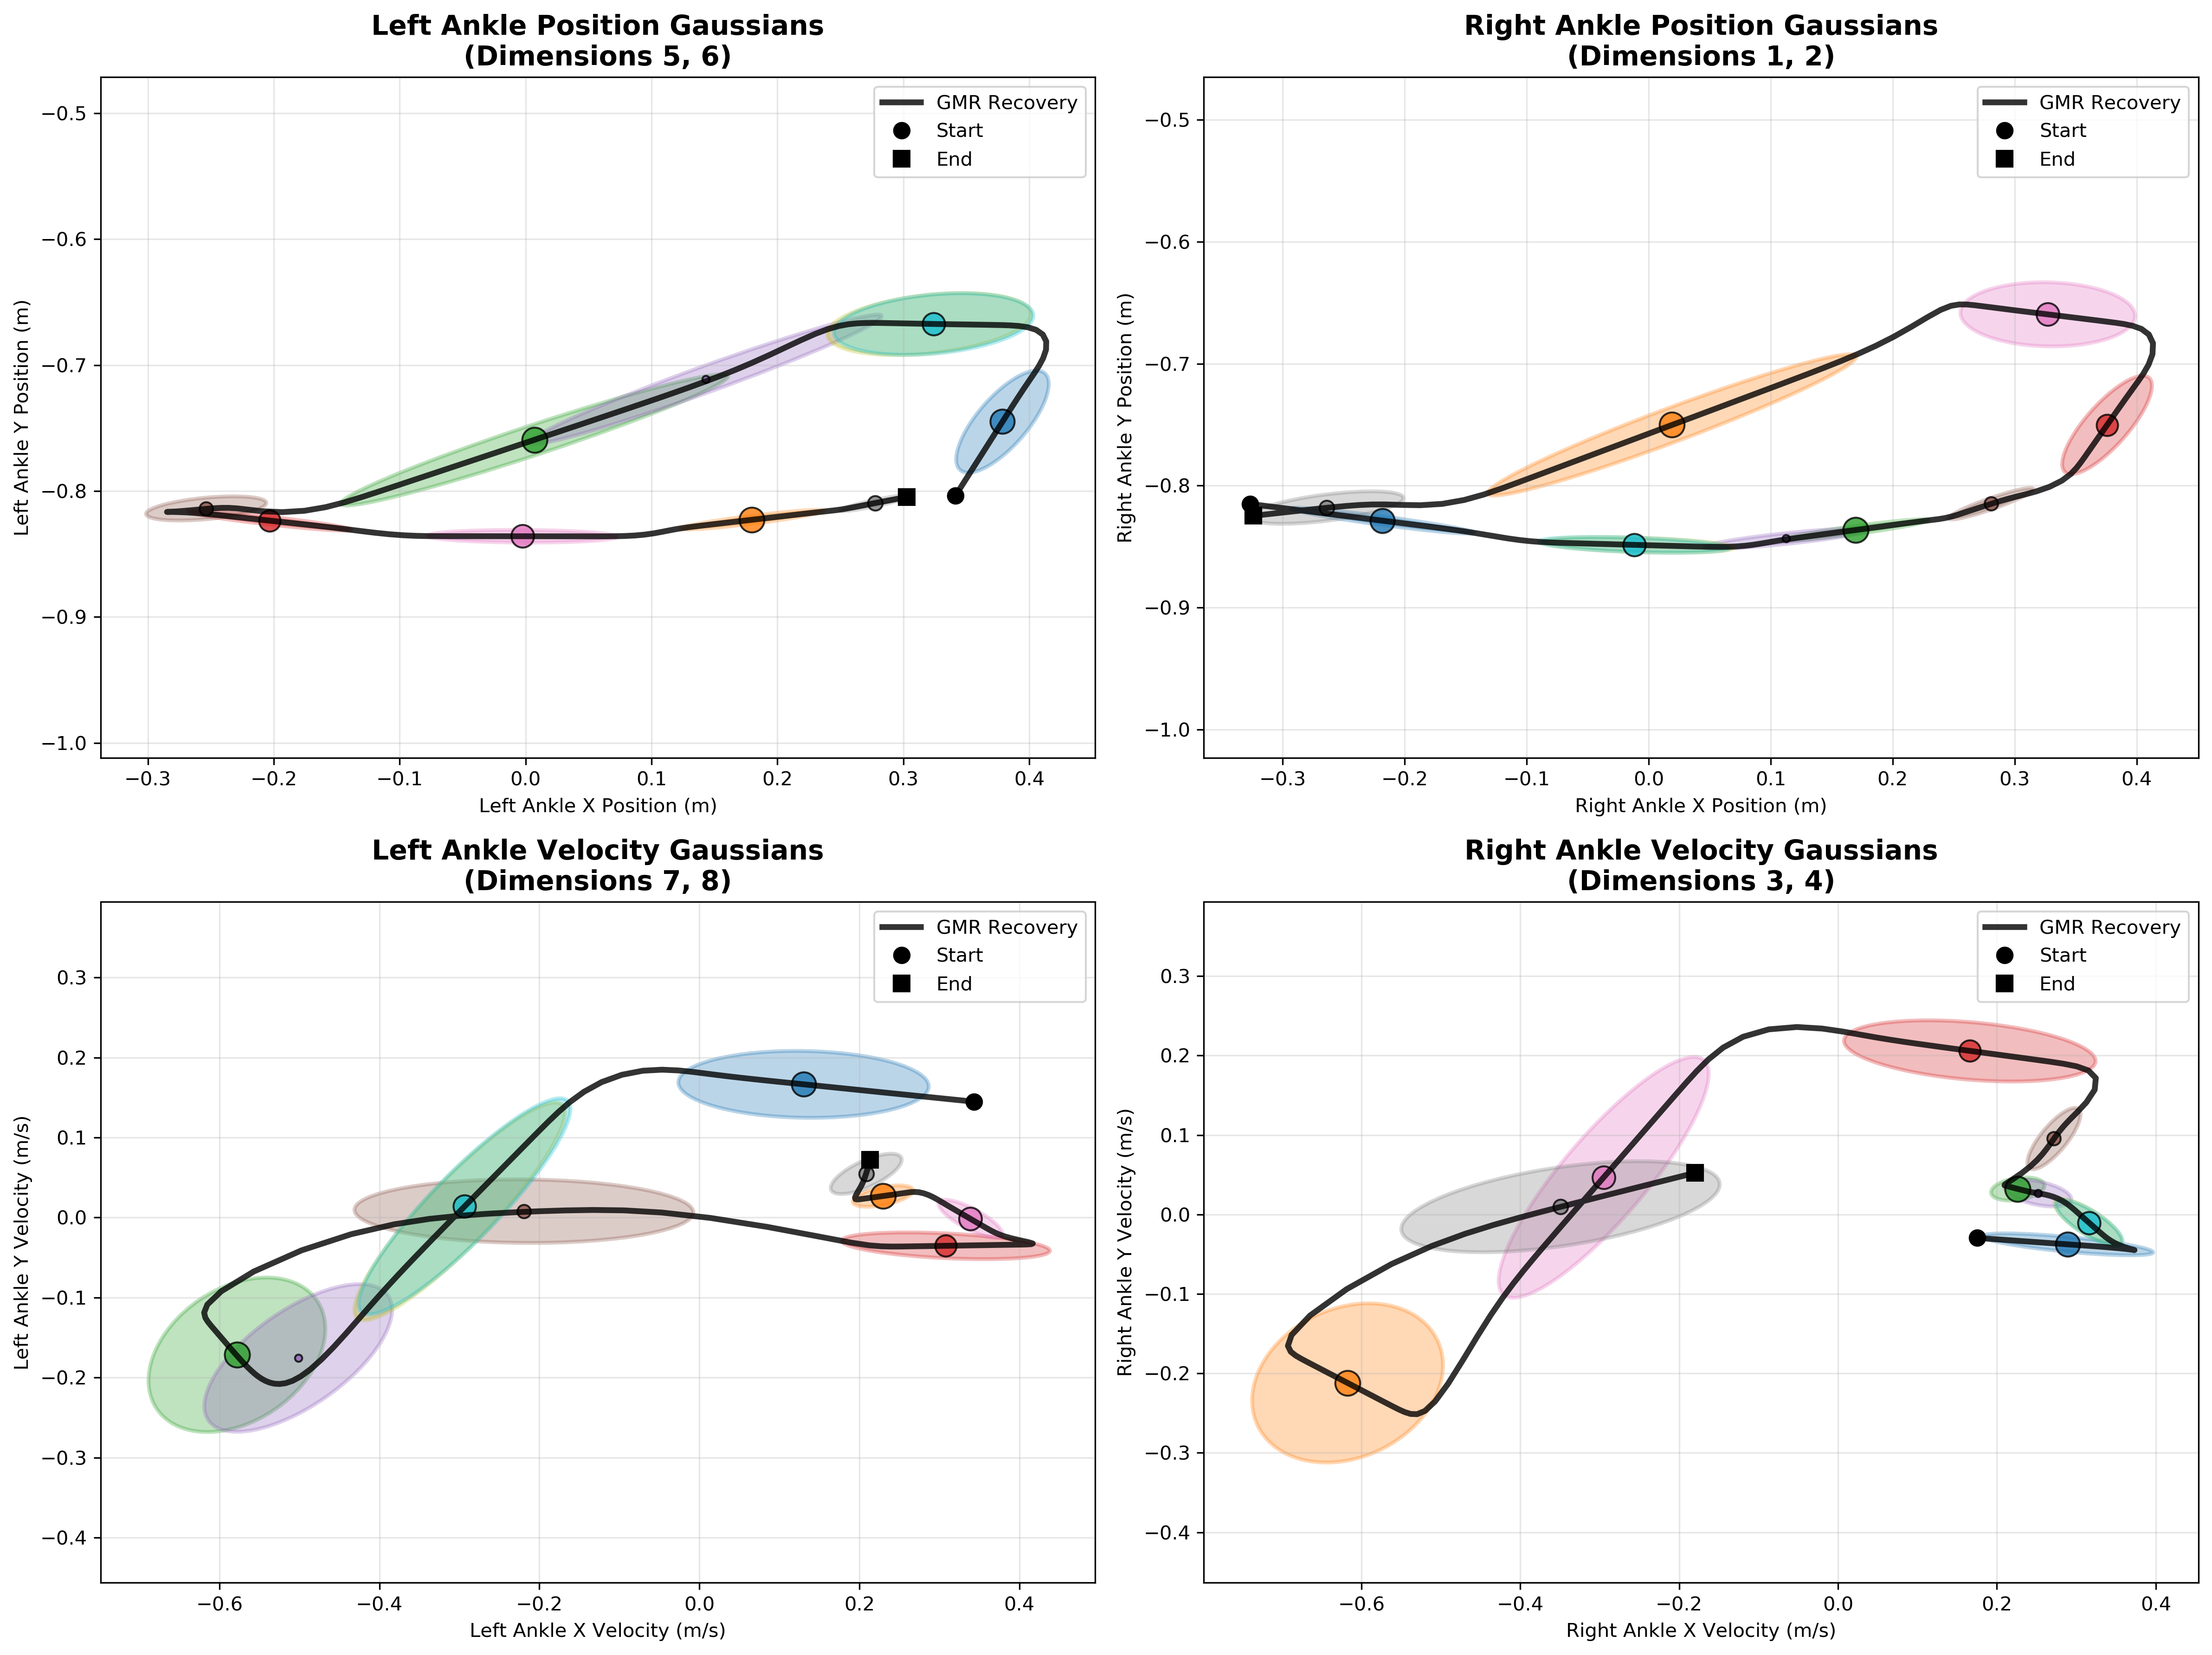 Left Ankle Position Gaussians
(Dimensions 5, 6)
GMR Recovery
Start
End
Left Ankle Y Position (m)
−0.5
−0.6
−0.7
−0.8
−0.9
−1.0
−0.3
−0.2
−0.1
0.0
0.1
0.2
0.3
0.4
Left Ankle X Position (m)
Right Ankle Position Gaussians
(Dimensions 1, 2)
GMR Recovery
Start
End
Right Ankle Y Position (m)
−0.5
−0.6
−0.7
−0.8
−0.9
−1.0
−0.3
−0.2
−0.1
0.0
0.1
0.2
0.3
0.4
Right Ankle X Position (m)
Left Ankle Velocity Gaussians
(Dimensions 7, 8)
GMR Recovery
Start
End
Left Ankle Y Velocity (m/s)
0.3
0.2
0.1
0.0
−0.1
−0.2
−0.3
−0.4
−0.6
−0.4
−0.2
0.0
0.2
0.4
Left Ankle X Velocity (m/s)
Right Ankle Velocity Gaussians
(Dimensions 3, 4)
GMR Recovery
Start
End
Right Ankle Y Velocity (m/s)
0.3
0.2
0.1
0.0
−0.1
−0.2
−0.3
−0.4
−0.6
−0.4
−0.2
0.0
0.2
0.4
Right Ankle X Velocity (m/s)